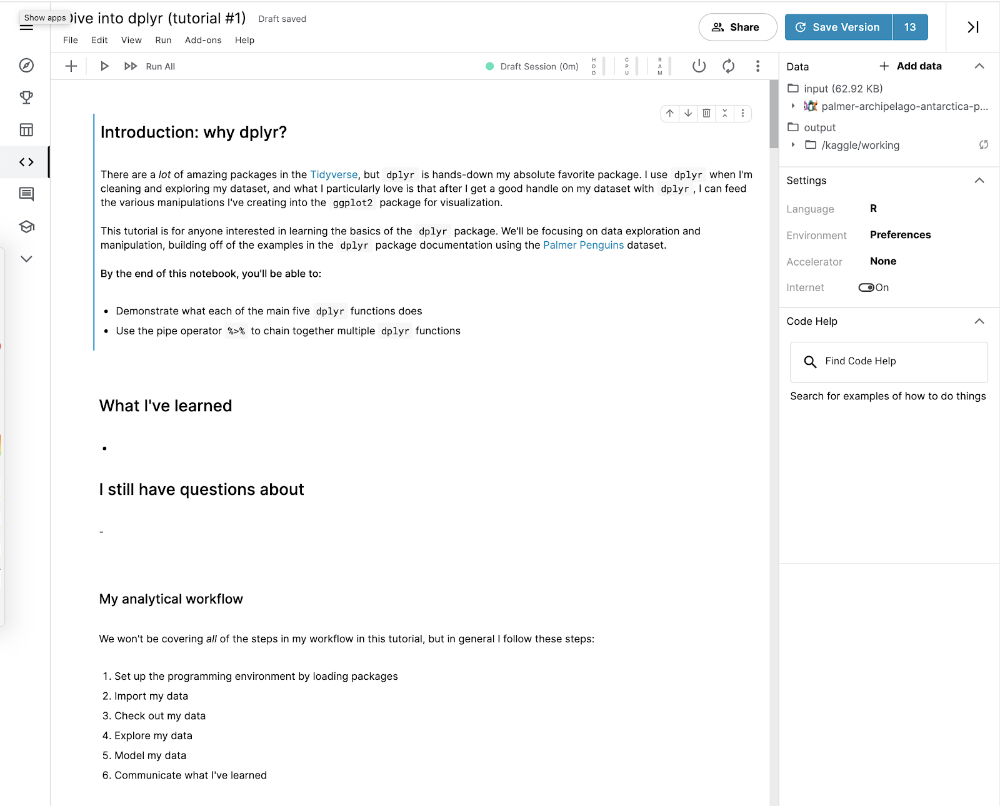 Show apps
Dive into dplyr (tutorial #1)
Draft saved
File Edit View Run Add-ons Help
Share
Save Version 13
Run All
Draft Session (0m)
HDD
CPU
RAM
Introduction: why dplyr?
There are a lot of amazing packages in the Tidyverse, but dplyr is hands-down my absolute favorite package. I use dplyr when I'm
cleaning and exploring my dataset, and what I particularly love is that after I get a good handle on my dataset with dplyr , I can feed
the various manipulations I've creating into the ggplot2 package for visualization.
This tutorial is for anyone interested in learning the basics of the dplyr package. We'll be focusing on data exploration and
manipulation, building off of the examples in the dplyr package documentation using the Palmer Penguins dataset.
By the end of this notebook, you'll be able to:
• Demonstrate what each of the main five dplyr functions does
• Use the pipe operator %>% to chain together multiple dplyr functions
What I've learned
•
I still have questions about
-
My analytical workflow
We won't be covering all of the steps in my workflow in this tutorial, but in general I follow these steps:
1. Set up the programming environment by loading packages
2. Import my data
3. Check out my data
4. Explore my data
5. Model my data
6. Communicate what I've learned
Data
+ Add data
input (62.92 KB)
palmer-archipelago-antarctica-p...
output
/kaggle/working
Settings
Language R
Environment Preferences
Accelerator None
Internet On
Code Help
Find Code Help
Search for examples of how to do things